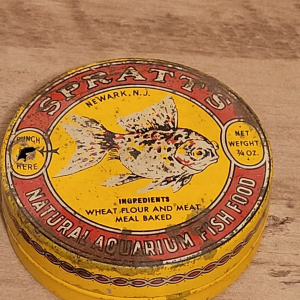 SPRATT'S
NEWARK, N.J.
PUNCH
HERE
NET
WEIGHT
¾ OZ.
INGREDIENTS
WHEAT FLOUR AND MEAT
MEAL BAKED
NATURAL AQUARIUM FISH FOOD